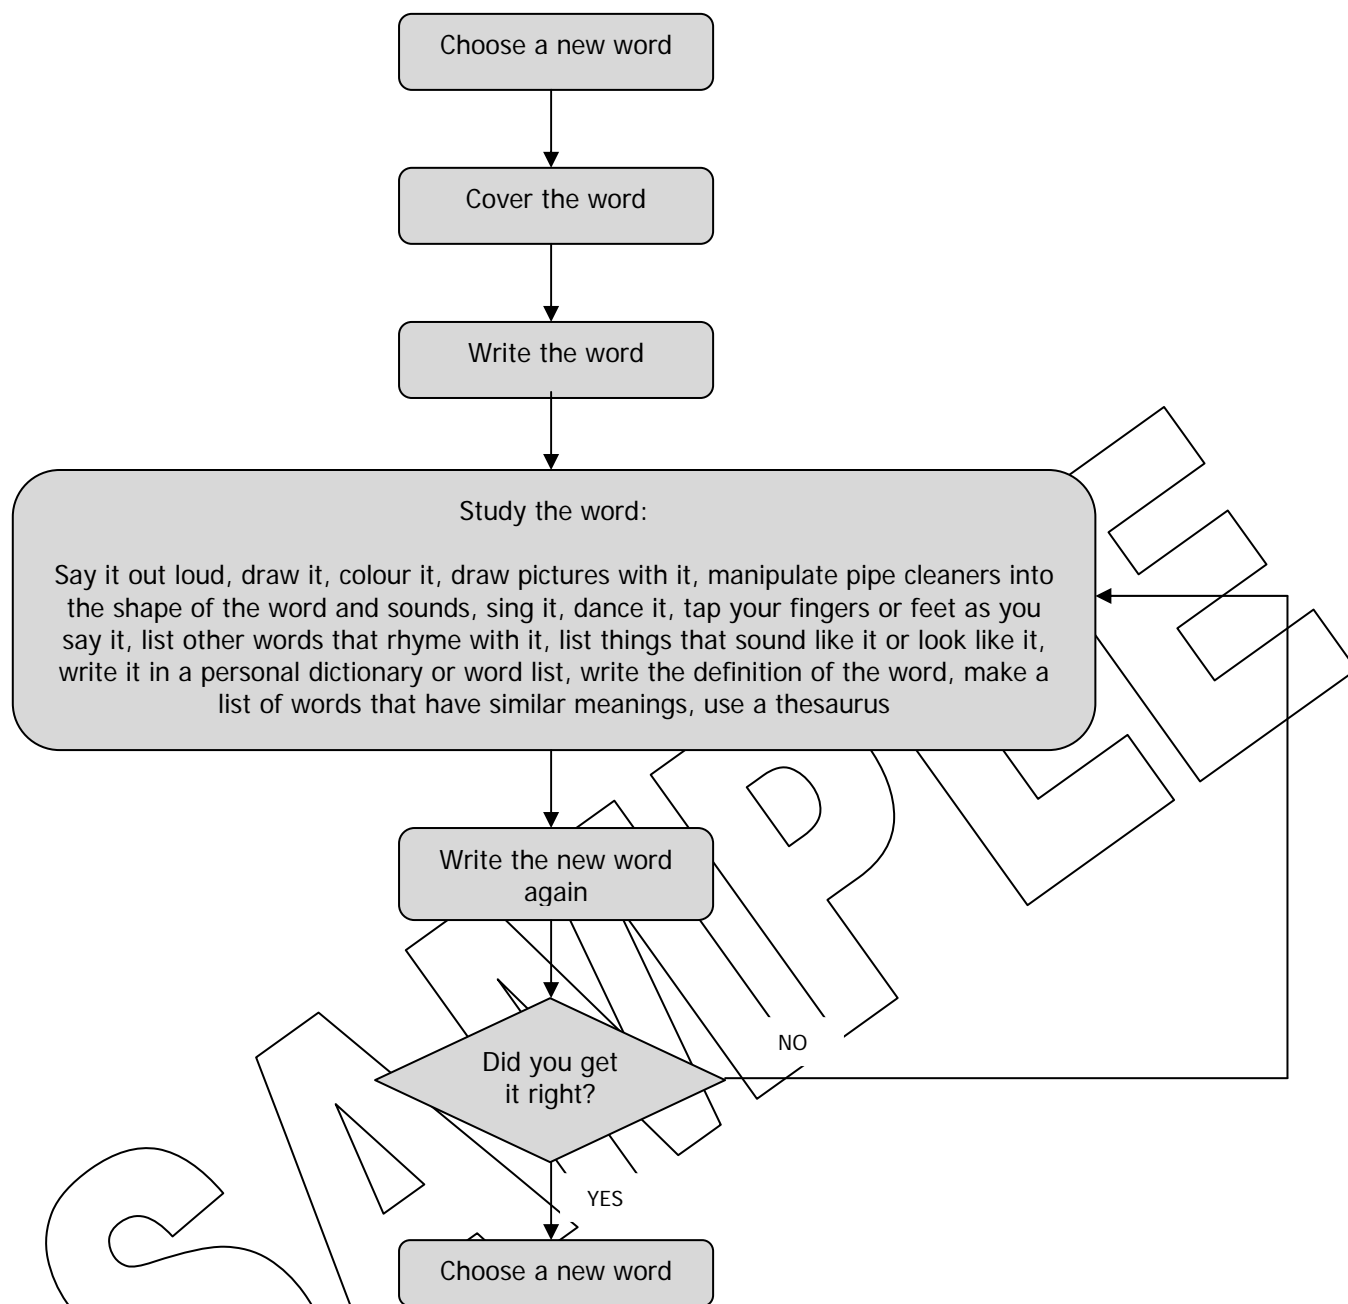 Choose a new word
Cover the word
Write the word
Study the word:
Say it out loud, draw it, colour it, draw pictures with it, manipulate pipe cleaners into
the shape of the word and sounds, sing it, dance it, tap your fingers or feet as you
say it, list other words that rhyme with it, list things that sound like it or look like it,
write it in a personal dictionary or word list, write the definition of the word, make a
list of words that have similar meanings, use a thesaurus
Write the new word
again
Did you get
it right?
NO
YES
Choose a new word
SAMPLE